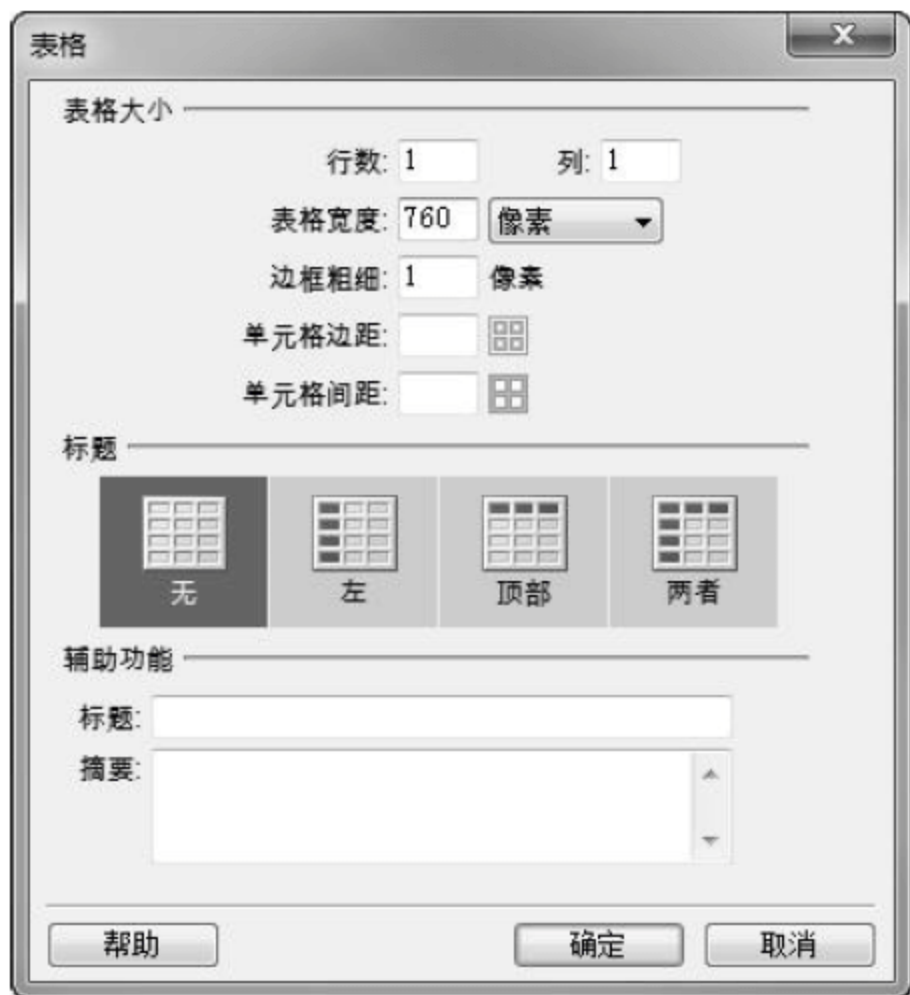 表格
表格大小
行数: 1 列: 1
表格宽度: 760 像素
边框粗细: 1 像素
单元格边距:
单元格间距:
标题
无 左 顶部 两者
辅助功能
标题:
摘要:
帮助 确定 取消